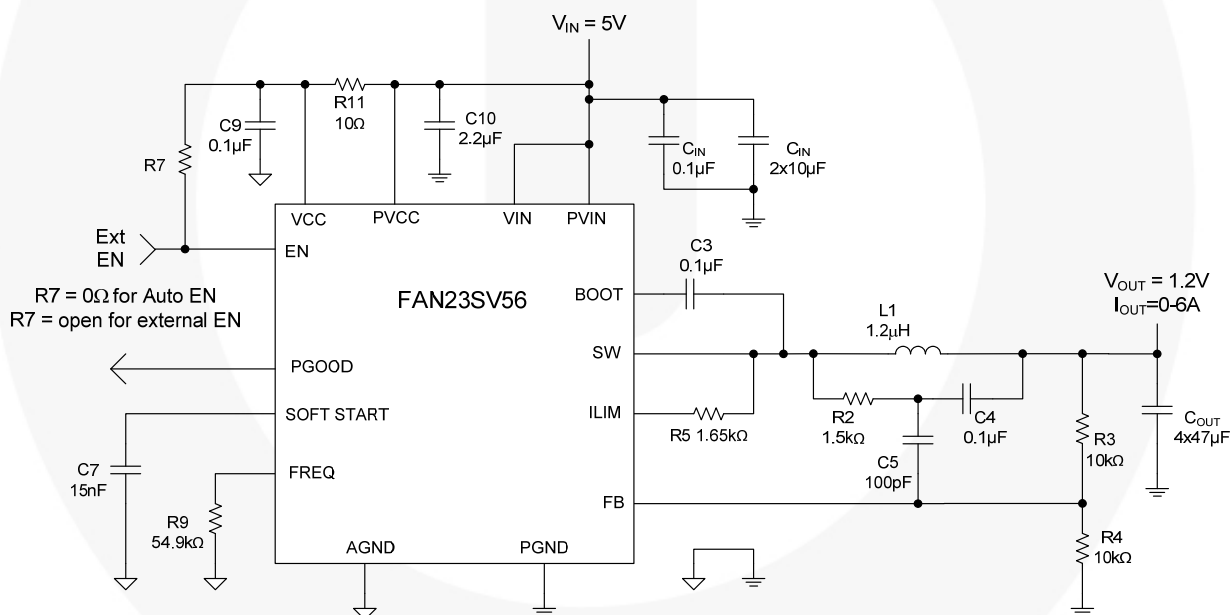 V_IN = 5V
R11
10Ω
C9
0.1µF
C10
2.2µF
C_IN
0.1µF
C_IN
2x10µF
R7
VCC
PVCC
VIN
PVIN
Ext
EN
EN
C3
0.1µF
R7 = 0Ω for Auto EN
R7 = open for external EN
FAN23SV56
BOOT
V_OUT = 1.2V
I_OUT=0-6A
L1
1.2µH
SW
PGOOD
SOFT START
ILIM
R5 1.65kΩ
R2
1.5kΩ
C4
0.1µF
C_OUT
4x47µF
R3
10kΩ
C5
100pF
C7
15nF
FREQ
FB
R9
54.9kΩ
R4
10kΩ
AGND
PGND